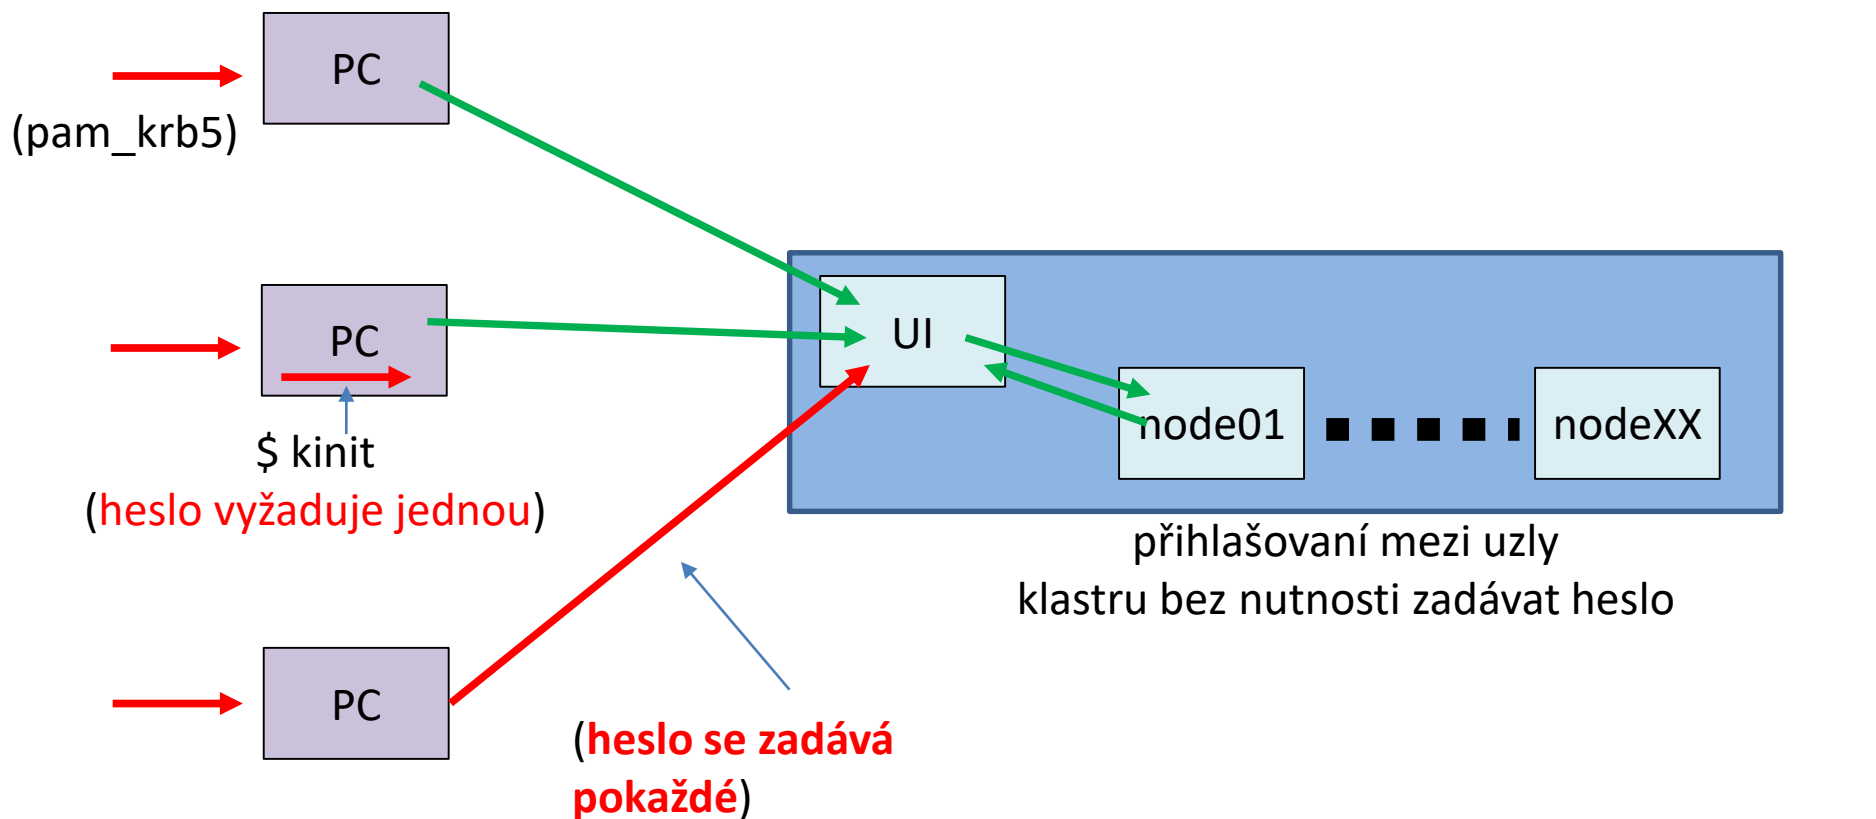 PC
(pam_krb5)
PC
$ kinit
(heslo vyžaduje jednou)
UI
node01
nodeXX
přihlašovaní mezi uzly
klastru bez nutnosti zadávat heslo
PC
(heslo se zadává
pokaždé)